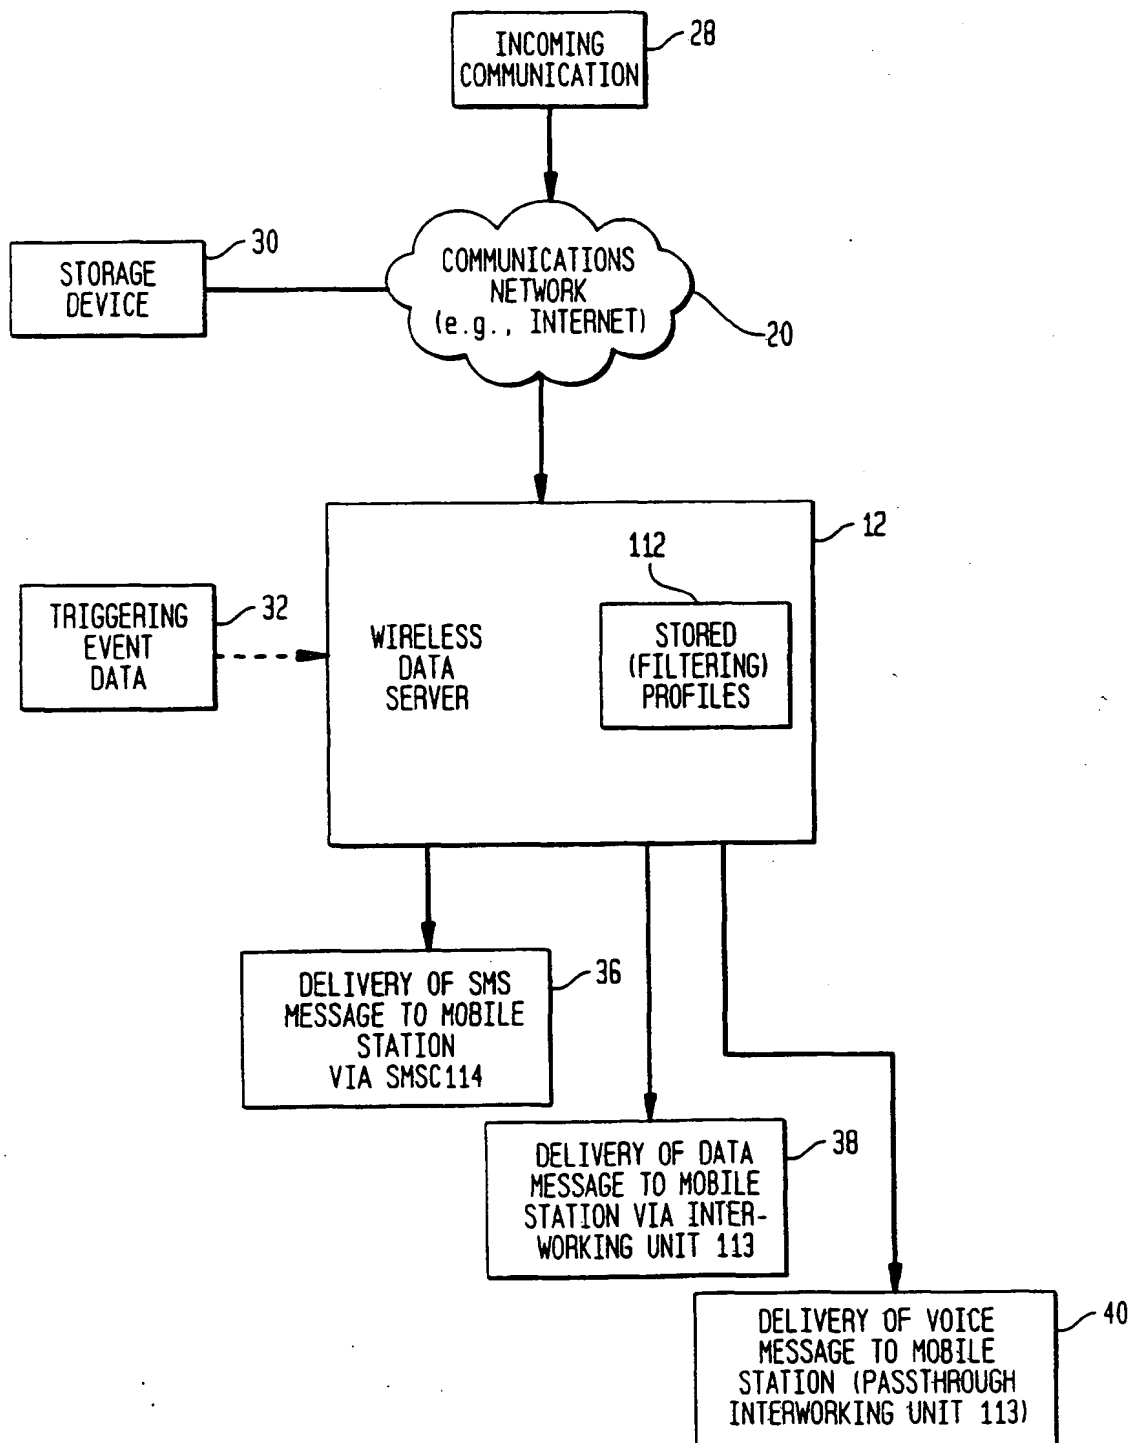 INCOMING
COMMUNICATION
28
STORAGE
DEVICE
30
COMMUNICATIONS
NETWORK
(e.g., INTERNET)
20
12
112
TRIGGERING
EVENT
DATA
32
WIRELESS
DATA
SERVER
STORED
(FILTERING)
PROFILES
DELIVERY OF SMS
MESSAGE TO MOBILE
STATION
VIA SMSC114
36
DELIVERY OF DATA
MESSAGE TO MOBILE
STATION VIA INTER-
WORKING UNIT 113
38
DELIVERY OF VOICE
MESSAGE TO MOBILE
STATION (PASSTHROUGH
INTERWORKING UNIT 113)
40